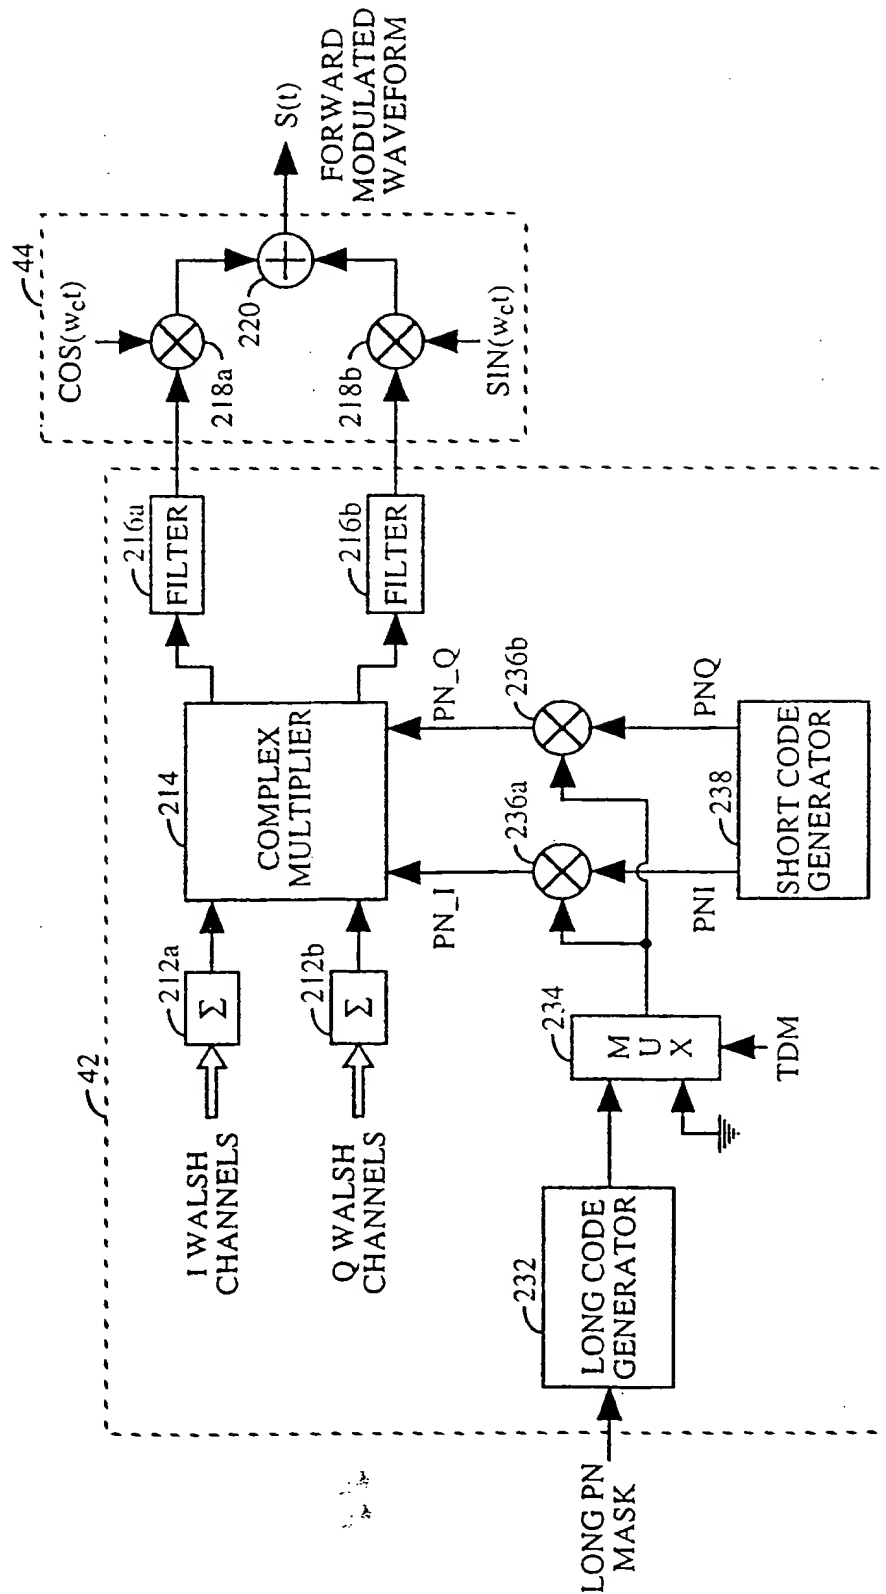 42
44
I WALSH
CHANNELS
212a
Σ
Q WALSH
CHANNELS
212b
Σ
214
COMPLEX
MULTIPLIER
216a
FILTER
216b
FILTER
COS(wct)
218a
218b
SIN(wct)
220
S(t)
FORWARD
MODULATED
WAVEFORM
PN_I
PN_Q
236a
236b
LONG PN
MASK
232
LONG CODE
GENERATOR
234
M
U
X
TDM
PNI
PNQ
238
SHORT CODE
GENERATOR